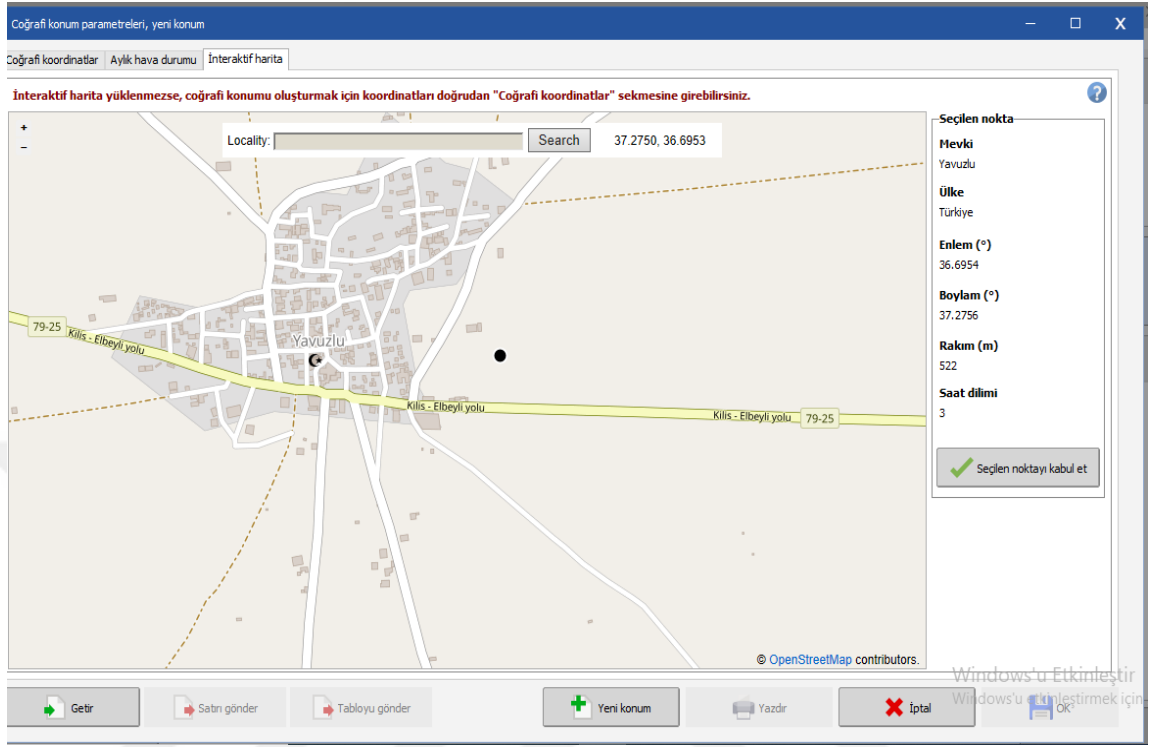 Coğrafi konum parametreleri, yeni konum
Coğrafi koordinatlar Aylık hava durumu İnteraktif harita
İnteraktif harita yüklenmezse, coğrafi konumu oluşturmak için koordinatları doğrudan "Coğrafi koordinatlar" sekmesine girebilirsiniz.
+
−
Locality: Search 37.2750, 36.6953
79-25 Kilis - Elbeyli yolu
Yavuzlu
Kilis - Elbeyli yolu
Kilis - Elbeyli yolu 79-25
© OpenStreetMap contributors.
Seçilen nokta
Mevki
Yavuzlu
Ülke
Türkiye
Enlem (°)
36.6954
Boylam (°)
37.2756
Rakım (m)
522
Saat dilimi
3
Seçilen noktayı kabul et
Windows'u Etkinleştir
Windows'u etkinleştirmek için
Getir Satırı gönder Tabloyu gönder Yeni konum Yazdır İptal OK